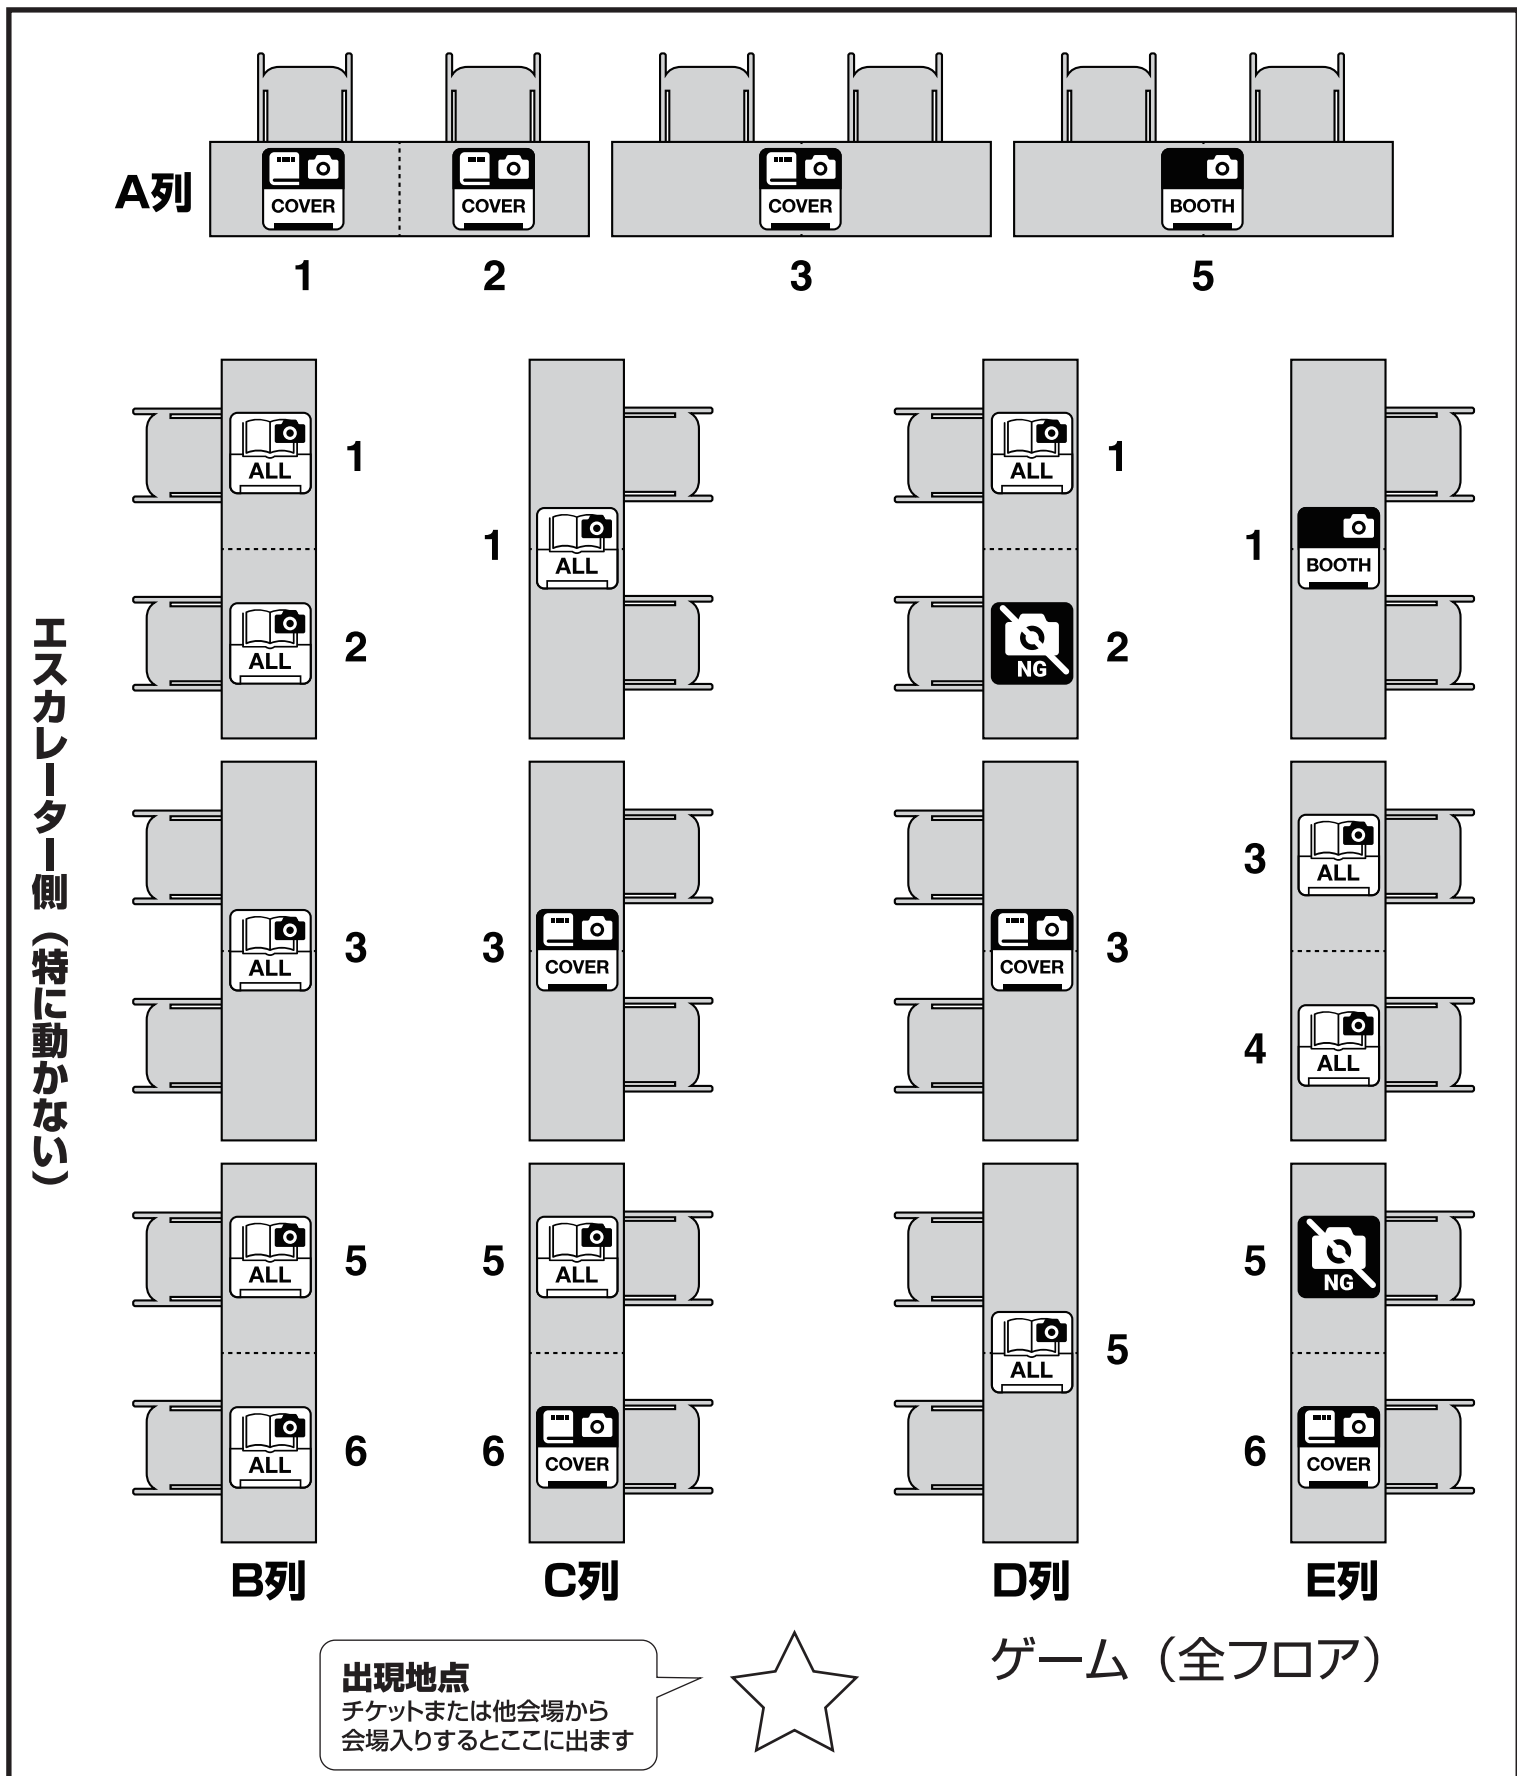 A列
COVER
COVER
COVER
BOOTH
1
2
3
5
エスカレーター側（特に動かない）
ALL
1
ALL
2
ALL
3
ALL
5
ALL
6
B列
1
ALL
3
COVER
5
ALL
6
COVER
C列
ALL
1
NG
2
COVER
3
ALL
5
D列
1
BOOTH
3
ALL
4
ALL
5
NG
6
COVER
E列
出現地点
チケットまたは他会場から
会場入りするとここに出ます
ゲーム（全フロア）